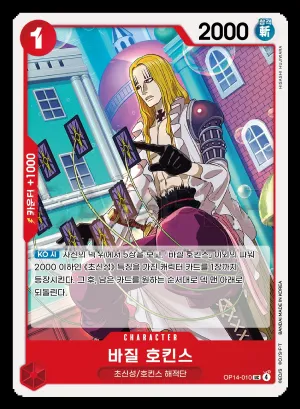 1
2000
참격
斬
카운터 +1000
KO 시 자신의 덱 위에서 5장을 보고, 「바질 호킨스」 이외의 파워
2000 이하인 《초신성》 특징을 가진 캐릭터 카드를 1장까지
등장시킨다. 그 후, 남은 카드를 원하는 순서대로 덱 맨 아래로
되돌린다.
CHARACTER
바질 호킨스
초신성/호킨스 해적단
OP14-010
BANDAI MADE IN KOREA